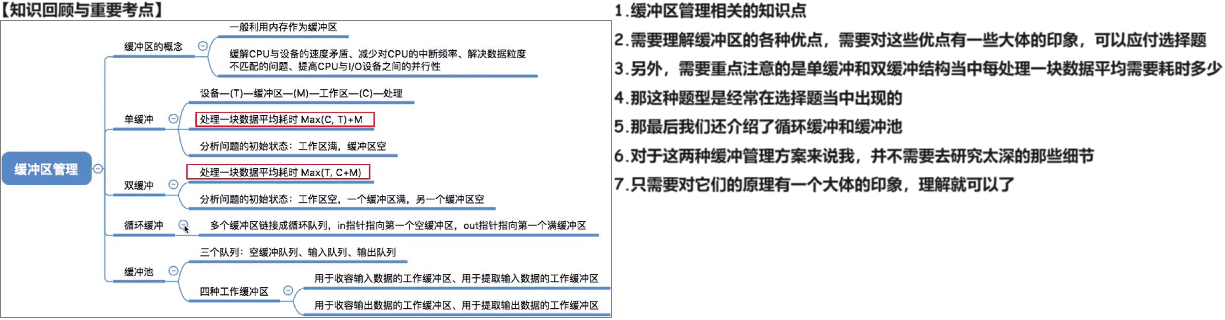 【知识回顾与重要考点】
缓冲区管理
缓冲区的概念
一般利用内存作为缓冲区
缓解CPU与设备的速度矛盾、减少对CPU的中断频率、解决数据粒度
不匹配的问题、提高CPU与I/O设备之间的并行性
单缓冲
设备—(T)—缓冲区—(M)—工作区—(C)—处理
处理一块数据平均耗时 Max(C, T)+M
分析问题的初始状态：工作区满，缓冲区空
双缓冲
处理一块数据平均耗时 Max(T, C+M)
分析问题的初始状态：工作区空，一个缓冲区满，另一个缓冲区空
循环缓冲
多个缓冲区链接成循环队列，in指针指向第一个空缓冲区，out指针指向第一个满缓冲区
缓冲池
三个队列：空缓冲队列、输入队列、输出队列
四种工作缓冲区
用于收容输入数据的工作缓冲区、用于提取输入数据的工作缓冲区
用于收容输出数据的工作缓冲区、用于提取输出数据的工作缓冲区
1.缓冲区管理相关的知识点
2.需要理解缓冲区的各种优点，需要对这些优点有一些大体的印象，可以应付选择题
3.另外，需要重点注意的是单缓冲和双缓冲结构当中每处理一块数据平均需要耗时多少
4.那这种题型是经常在选择题当中出现的
5.那最后我们还介绍了循环缓冲和缓冲池
6.对于这两种缓冲管理方案来说我，并不需要去研究太深的那些细节
7.只需要对它们的原理有一个大体的印象，理解就可以了